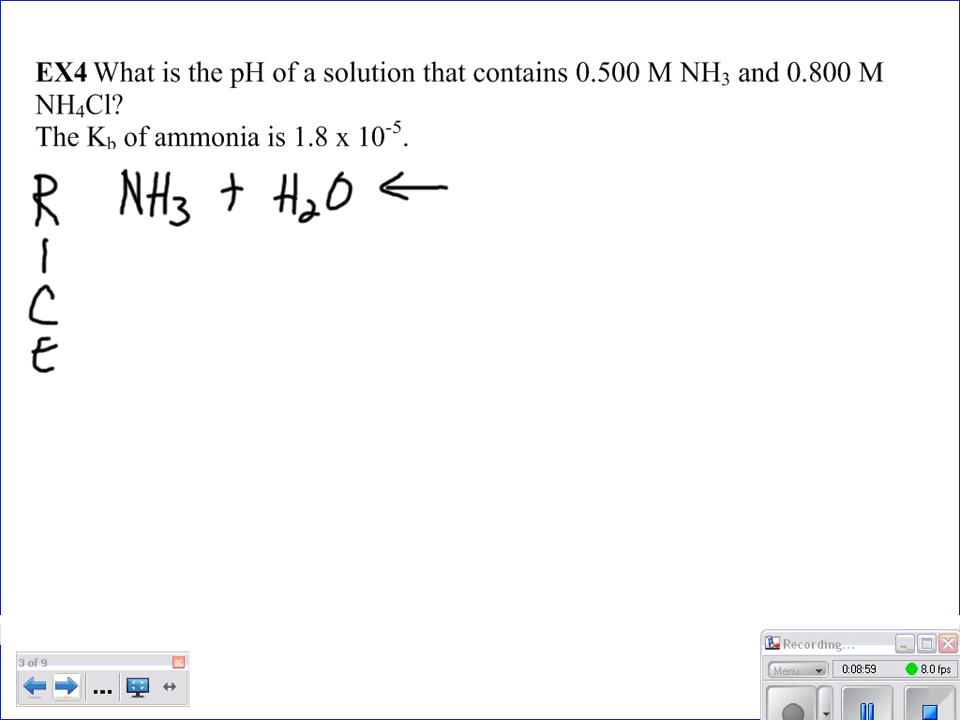 EX4 What is the pH of a solution that contains 0.500 M NH₃ and 0.800 M
NH₄Cl?
The K_b of ammonia is 1.8 x 10⁻⁵.
R NH₃ + H₂O ←
I
C
E
3 of 9
...
Recording...
Menu 0:08:59 8.0 fps